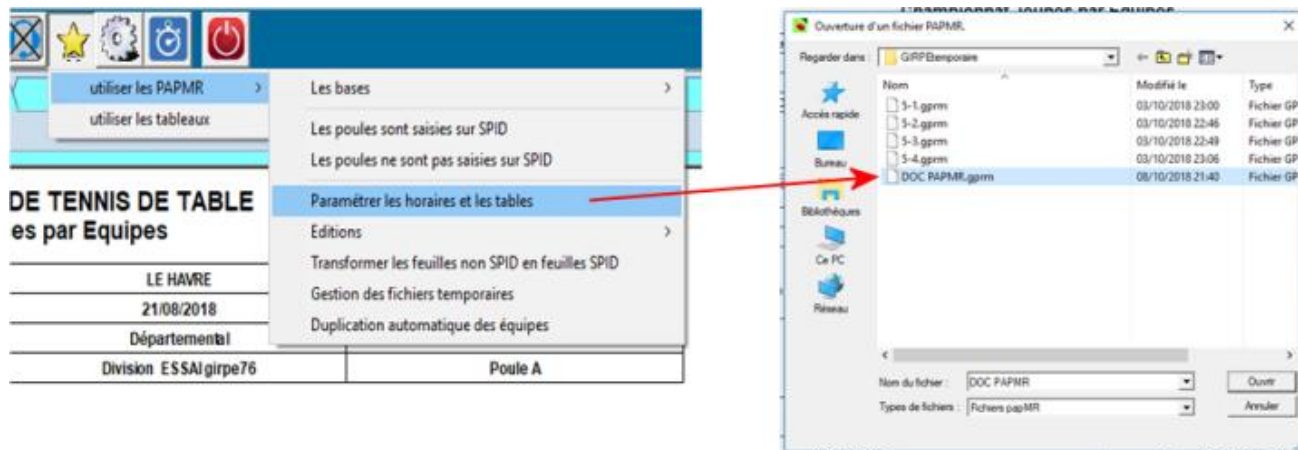 utiliser les PAPMR >
utiliser les tableaux
Les bases >
Les poules sont saisies sur SPID
Les poules ne sont pas saisies sur SPID
Paramétrer les horaires et les tables
Editions >
Transformer les feuilles non SPID en feuilles SPID
Gestion des fichiers temporaires
Duplication automatique des équipes
DE TENNIS DE TABLE
es par Equipes
LE HAVRE
21/08/2018
Départemental
Division ESSAIgirpe76 Poule A
Championnat Jeunes par Equipes
Ouverture d'un fichier PAPMR.
Regarder dans : GIRPEtemporaire
Nom Modifié le Type
5-1.gprm 03/10/2018 23:00 Fichier GP
5-2.gprm 03/10/2018 22:46 Fichier GP
5-3.gprm 03/10/2018 22:49 Fichier GP
5-4.gprm 03/10/2018 23:06 Fichier GP
DOC PAPMR.gprm 08/10/2018 21:40 Fichier GP
Accès rapide
Bureau
Bibliothèques
Ce PC
Réseau
Nom du fichier : DOC PAPMR Ouvrir
Types de fichiers : Fichiers papMR Annuler